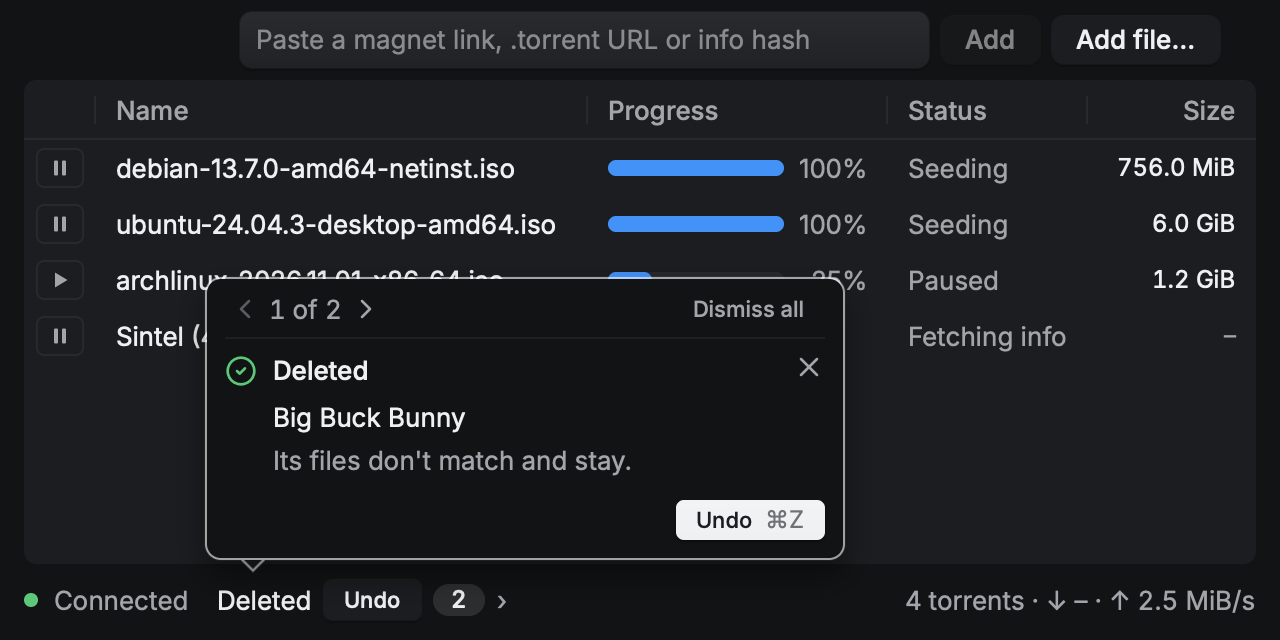 Paste a magnet link, .torrent URL or info hash
Add
Add file...
Name
Progress
Status
Size
debian-13.7.0-amd64-netinst.iso
100%
Seeding
756.0 MiB
ubuntu-24.04.3-desktop-amd64.iso
100%
Seeding
6.0 GiB
Paused
1.2 GiB
Sintel
Fetching info
–
1 of 2
Dismiss all
Deleted
Big Buck Bunny
Its files don't match and stay.
Undo ⌘Z
Connected
Deleted
Undo
2
4 torrents · ↓ – · ↑ 2.5 MiB/s